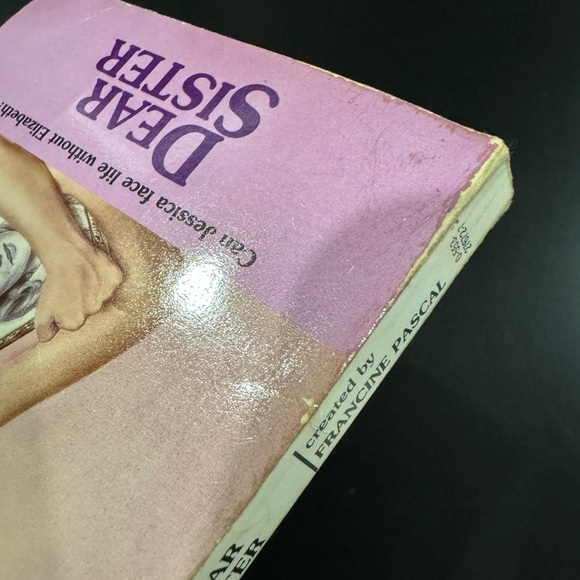 DEAR
SISTER
Can Jessica face life without Elizabeth?
created by
FRANCINE PASCAL